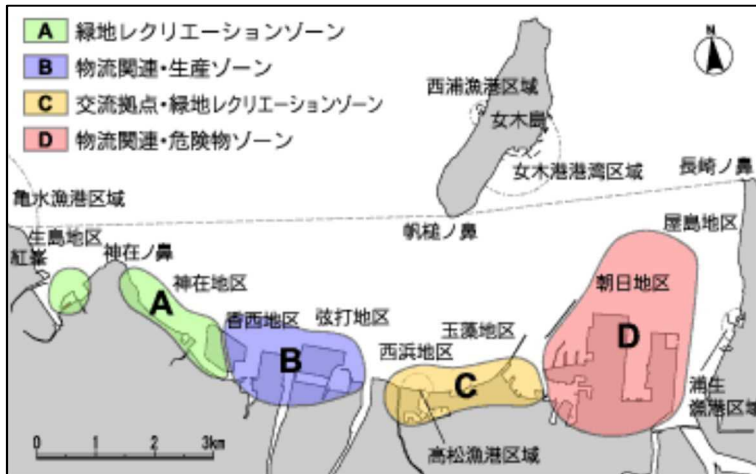 A 緑地レクリエーションゾーン
B 物流関連・生産ゾーン
C 交流拠点・緑地レクリエーションゾーン
D 物流関連・危険物ゾーン
N
西浦漁港区域
女木島
女木港港湾区域
長崎ノ鼻
亀水漁港区域
帆槌ノ鼻
屋島地区
生島地区
紅峯
神在ノ鼻
神在地区
朝日地区
A
香西地区
弦打地区
玉藻地区
西浜地区
B
C
D
浦生
漁港区域
高松漁港区域
0 1 2 3km